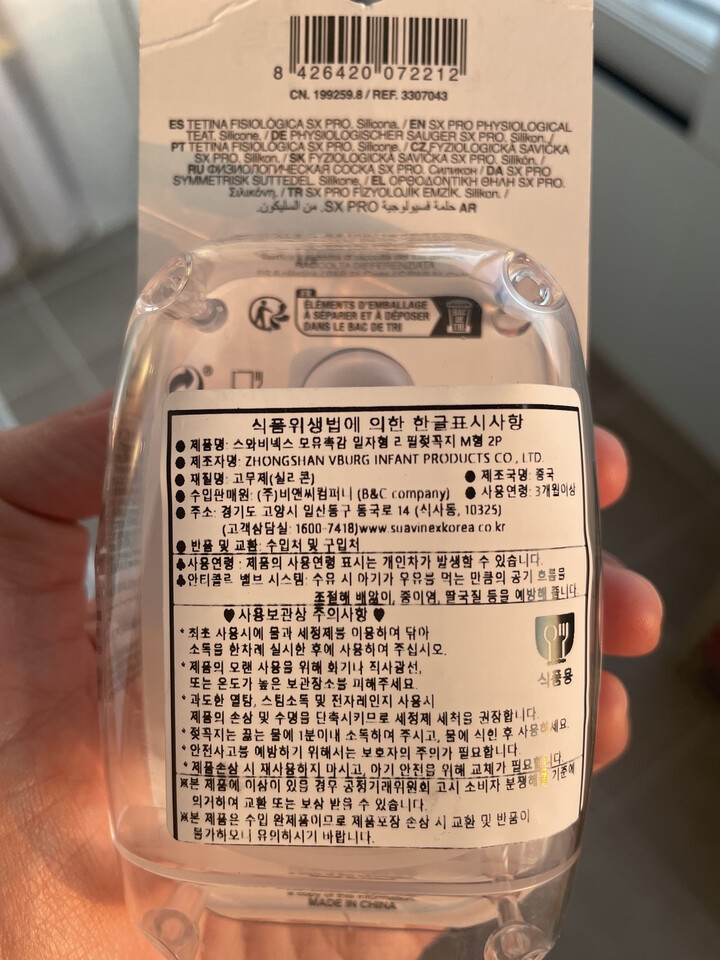 8 426420 072212
CN. 199259.8 / REF. 3307043
ES TETINA FISIOLÓGICA SX PRO. Silicona. / EN SX PRO PHYSIOLOGICAL
TEAT. Silicone. / DE PHYSIOLOGISCHER SAUGER SX PRO. Silikon. /
PT TETINA FISIOLÓGICA SX PRO. Silicone. / CZ FYZIOLOGICKÁ SAVIČKA
SX PRO. Silikon. / SK FYZIOLOGICKÁ SAVIČKA SX PRO. Silikón. /
RU ФИЗИОЛОГИЧЕСКАЯ СОСКА SX PRO. Силикон / DA SX PRO
SYMMETRISK SUTTEDEL. Silikone. / EL ΟΡΘΟΔΟΝΤΙΚΗ ΘΗΛΗ SX PRO.
Σιλικόνη. / TR SX PRO FİZYOLOJİK EMZİK. Silikon. /
AR حلمة فسيولوجية SX PRO. من السليكون.
RACCOLTA DIFFERENZIATA
FR
ÉLÉMENTS D'EMBALLAGE
À SÉPARER ET À DÉPOSER
DANS LE BAC DE TRI
BAC DE TRI
식품위생법에 의한 한글표시사항
● 제품명: 스와비넥스 모유촉감 일자형 리필젖꼭지 M형 2P
● 제조자명: ZHONGSHAN VBURG INFANT PRODUCTS CO., LTD.
● 재질명: 고무제(실리콘) ● 제조국명: 중국
● 수입판매원: (주)비앤씨컴퍼니 (B&C company) ● 사용연령: 3개월이상
● 주소: 경기도 고양시 일산동구 동국로 14 (식사동, 10325)
(고객상담실: 1600-7418)www.suavinexkorea.co.kr
● 반품 및 교환: 수입처 및 구입처
♣사용연령 : 제품의 사용연령 표시는 개인차가 발생할 수 있습니다.
♣안티콜릭 밸브 시스템: 수유 시 아기가 우유를 먹는 만큼의 공기 흐름을
조절해 배앓이, 중이염, 딸국질 등을 예방해 줍니다.
♥사용보관상 주의사항 ♥
* 최초 사용시에 물과 세정제를 이용하여 닦아
소독을 한차례 실시한 후에 사용하여 주십시오.
* 제품의 오랜 사용을 위해 화기나 직사광선,
또는 온도가 높은 보관장소를 피해주세요.
* 과도한 열탕, 스팀소독 및 전자레인지 사용시
제품의 손상 및 수명을 단축시키므로 세정제 세척을 권장합니다.
* 젖꼭지는 끓는 물에 1분이내 소독하여 주시고, 물에 식힌 후 사용하세요.
* 안전사고를 예방하기 위해서는 보호자의 주의가 필요합니다.
* 제품손상 시 재사용하지 마시고, 아기 안전을 위해 교체가 필요합니다.
※본 제품에 이상이 있을 경우 공정거래위원회 고시 소비자 분쟁해결 기준에
의거하여 교환 또는 보상 받을 수 있습니다.
※본 제품은 수입 완제품이므로 제품포장 손상 시 교환 및 반품이
불가하오니 유의하시기 바랍니다.
식품용
MADE IN CHINA